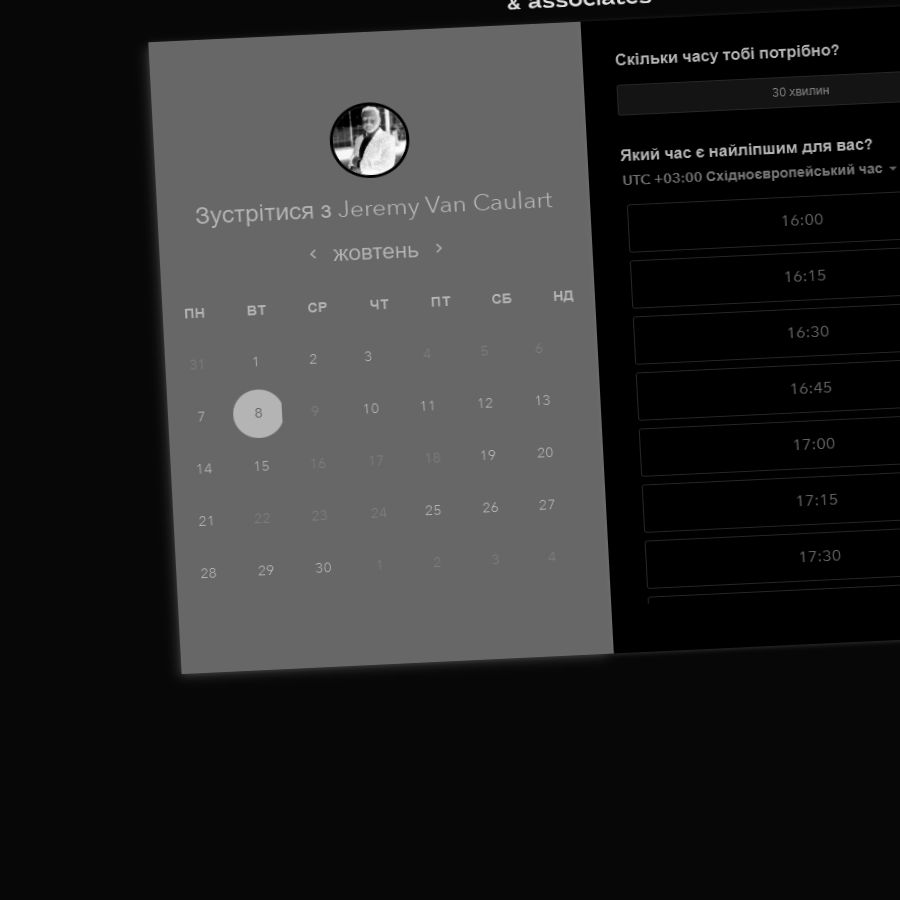 & associates
Зустрітися з Jeremy Van Caulart
жовтень
ПН ВТ СР ЧТ ПТ СБ НД
31 1 2 3 4 5 6
7 8 9 10 11 12 13
14 15 16 17 18 19 20
21 22 23 24 25 26 27
28 29 30 1 2 3 4
Скільки часу тобі потрібно?
30 хвилин
Який час є найліпшим для вас?
UTC +03:00 Східноєвропейський час
16:00
16:15
16:30
16:45
17:00
17:15
17:30